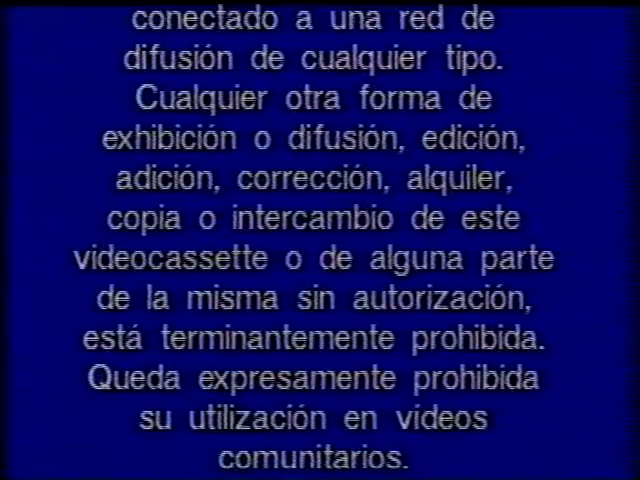 conectado a una red de
difusión de cualquier tipo.
Cualquier otra forma de
exhibición o difusión, edición,
adición, corrección, alquiler,
copia o intercambio de este
videocassette o de alguna parte
de la misma sin autorización,
está terminantemente prohibida.
Queda expresamente prohibida
su utilización en vídeos
comunitarios.